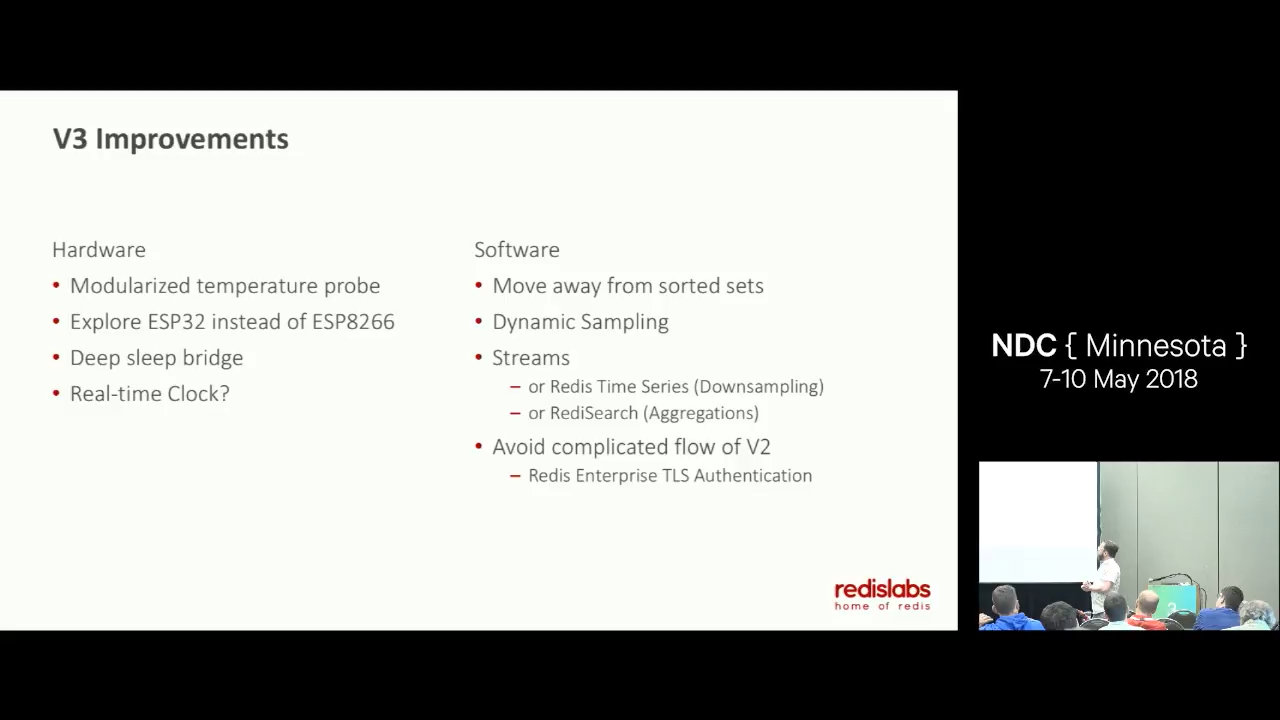 V3 Improvements
Hardware
• Modularized temperature probe
• Explore ESP32 instead of ESP8266
• Deep sleep bridge
• Real-time Clock?
Software
• Move away from sorted sets
• Dynamic Sampling
• Streams
– or Redis Time Series (Downsampling)
– or RediSearch (Aggregations)
• Avoid complicated flow of V2
– Redis Enterprise TLS Authentication
redislabs
home of redis
NDC { Minnesota }
7-10 May 2018